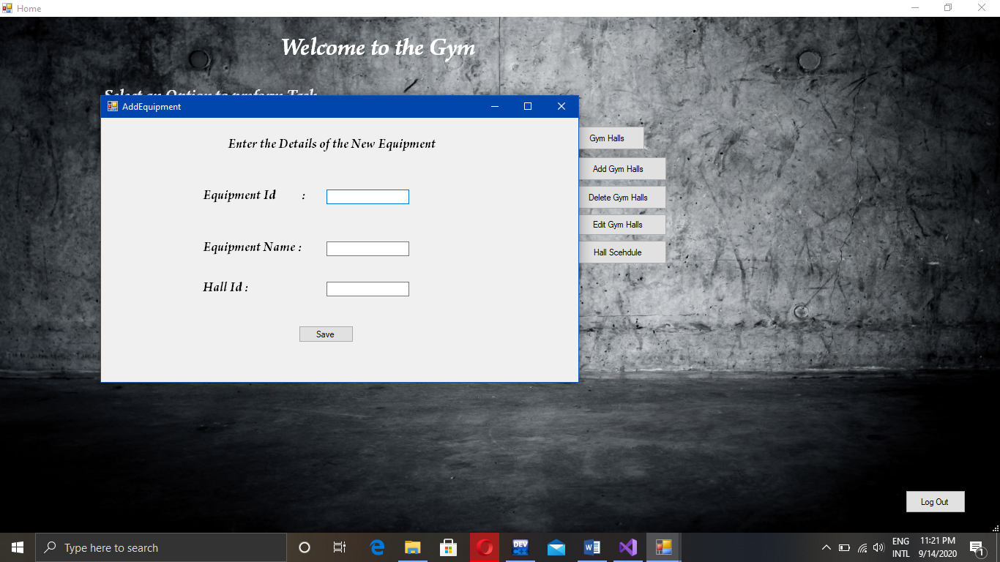 Home
Welcome to the Gym
Select an Option to
AddEquipment
Enter the Details of the New Equipment
Gym Halls
Add Gym Halls
Equipment Id :
Delete Gym Halls
Edit Gym Halls
Equipment Name :
Hall Scehdule
Hall Id :
Save
Log Out
Type here to search
DEV
ENG
INTL
11:21 PM
9/14/2020
1